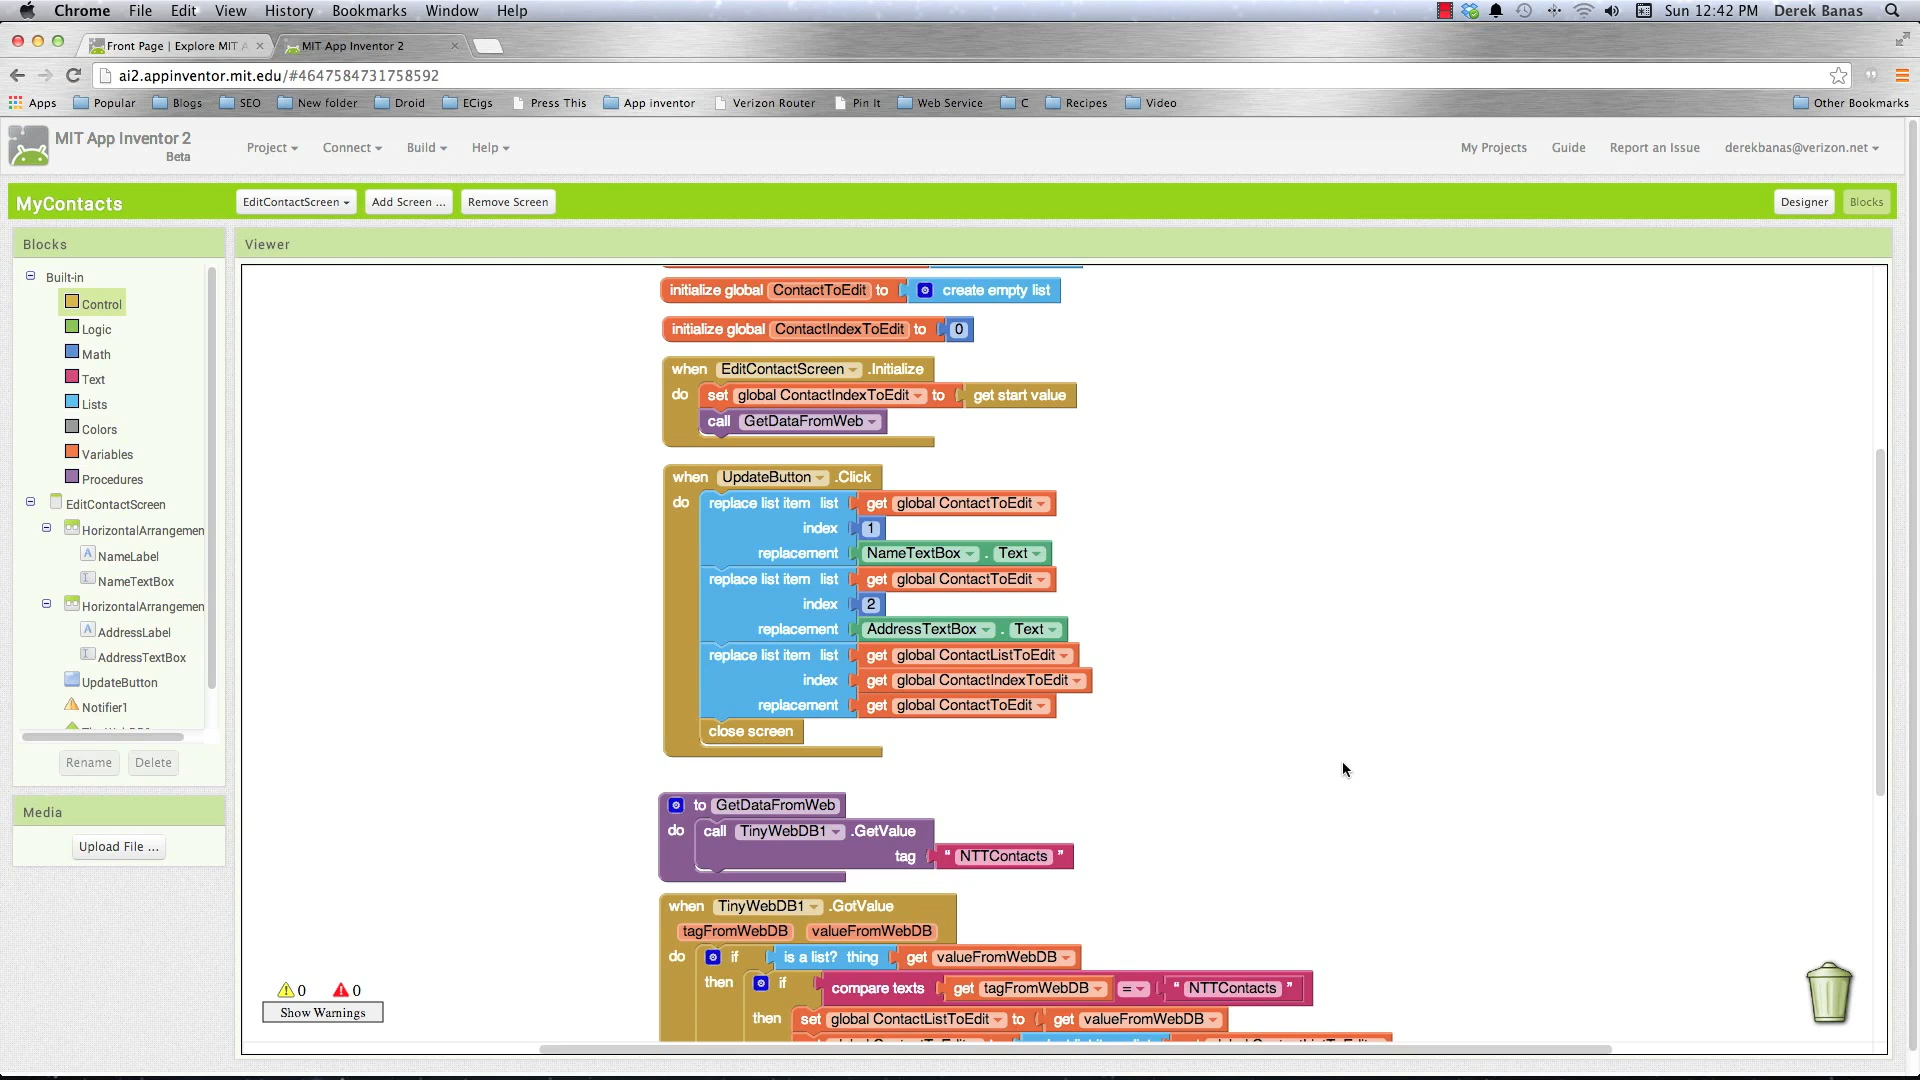 Chrome File Edit View History Bookmarks Window Help Sun 12:42 PM Derek Banas
Front Page | Explore MIT A MIT App Inventor 2
ai2.appinventor.mit.edu/#4647584731758592
Apps Popular Blogs SEO New folder Droid ECigs Press This App inventor Verizon Router Pin It Web Service C Recipes Video Other Bookmarks
MIT App Inventor 2
Beta
Project Connect Build Help My Projects Guide Report an Issue derekbanas@verizon.net
MyContacts EditContactScreen Add Screen ... Remove Screen Designer Blocks
Blocks
Viewer
Built-in
Control
Logic
Math
Text
Lists
Colors
Variables
Procedures
EditContactScreen
HorizontalArrangemen
NameLabel
NameTextBox
HorizontalArrangemen
AddressLabel
AddressTextBox
UpdateButton
Notifier1
Rename Delete
Media
Upload File ...
initialize global ContactToEdit to create empty list
initialize global ContactIndexToEdit to 0
when EditContactScreen .Initialize
do set global ContactIndexToEdit to get start value
call GetDataFromWeb
when UpdateButton .Click
do replace list item list get global ContactToEdit
index 1
replacement NameTextBox . Text
replace list item list get global ContactToEdit
index 2
replacement AddressTextBox . Text
replace list item list get global ContactListToEdit
index get global ContactIndexToEdit
replacement get global ContactToEdit
close screen
to GetDataFromWeb
do call TinyWebDB1 .GetValue
tag " NTTContacts "
when TinyWebDB1 .GotValue
tagFromWebDB valueFromWebDB
do if is a list? thing get valueFromWebDB
then if compare texts get tagFromWebDB = " NTTContacts "
then set global ContactListToEdit to get valueFromWebDB
0 0
Show Warnings